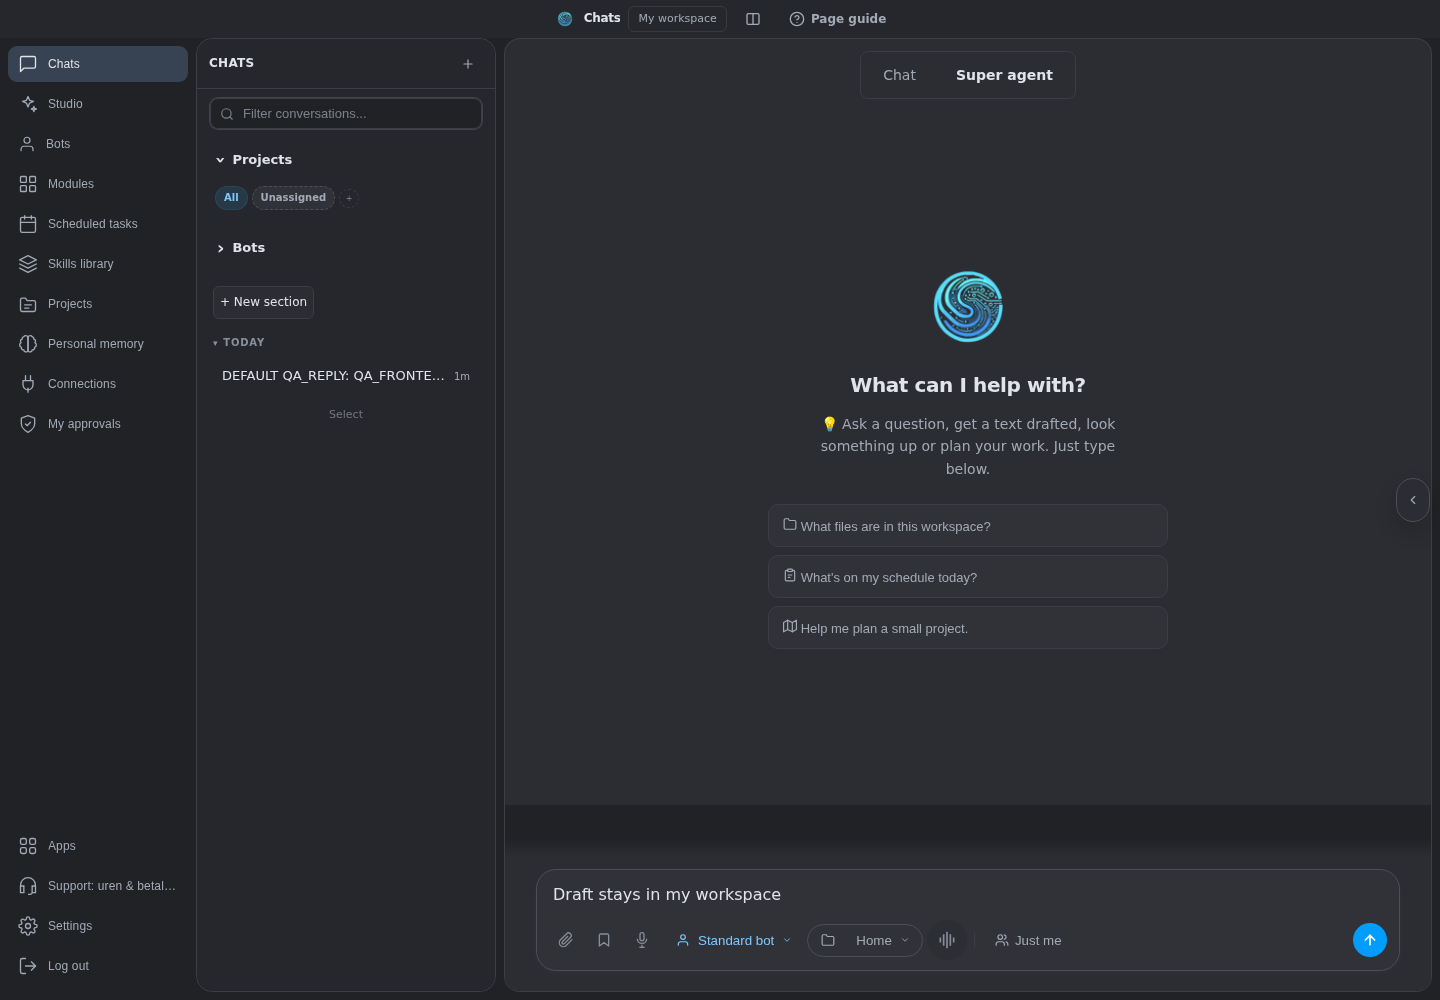 Chats
My workspace
Page guide
Chats
Studio
Bots
Modules
Scheduled tasks
Skills library
Projects
Personal memory
Connections
My approvals
Apps
Support: uren & betal...
Settings
Log out
CHATS
Filter conversations...
Projects
All
Unassigned
+
Bots
+ New section
TODAY
DEFAULT QA_REPLY: QA_FRONTE... 1m
Select
Chat
Super agent
What can I help with?
💡 Ask a question, get a text drafted, look
something up or plan your work. Just type
below.
What files are in this workspace?
What's on my schedule today?
Help me plan a small project.
Draft stays in my workspace
Standard bot
Home
Just me